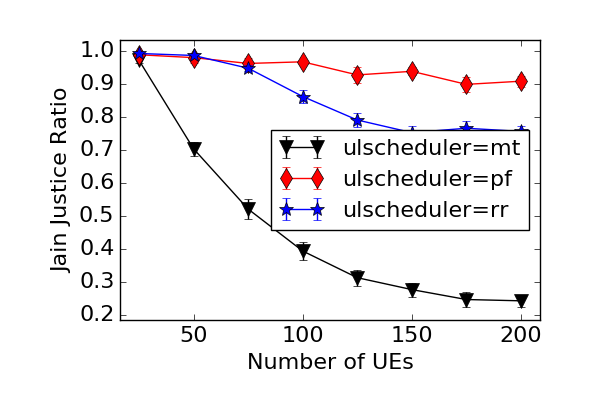 1.0
0.9
0.8
0.7
0.6
0.5
0.4
0.3
0.2
Jain Justice Ratio
ulscheduler=mt
ulscheduler=pf
ulscheduler=rr
50 100 150 200
Number of UEs